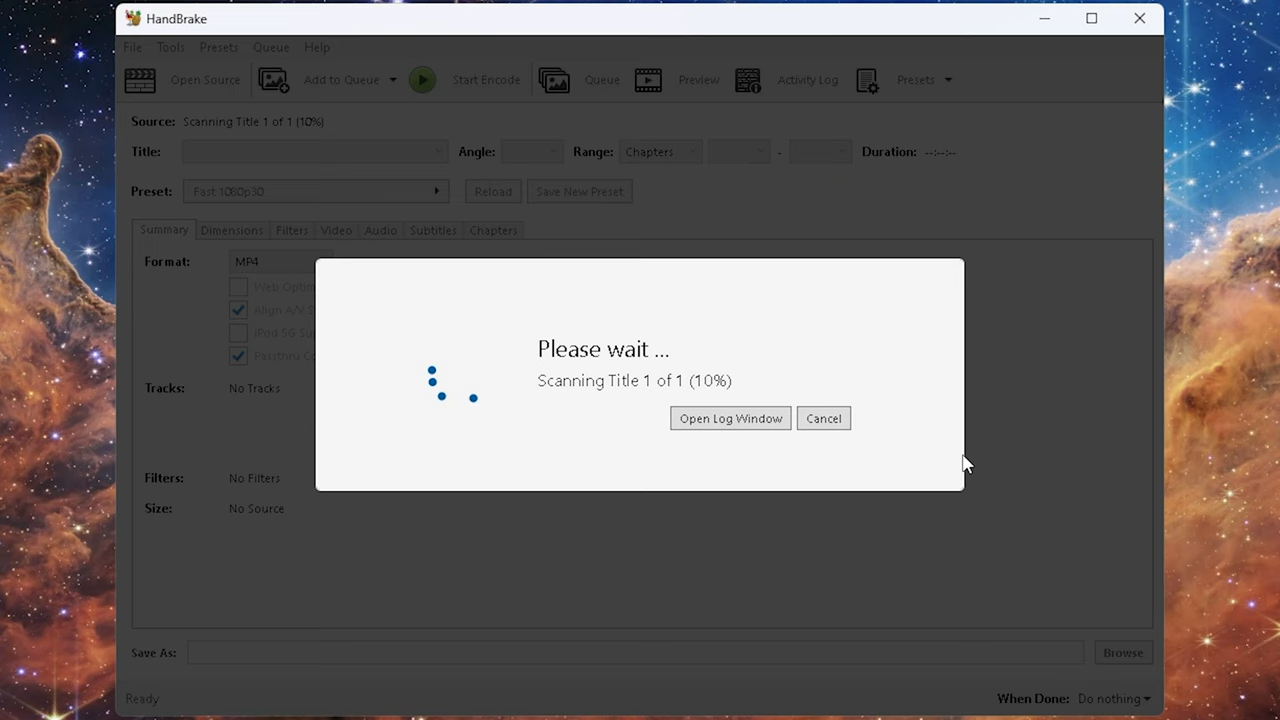 HandBrake
File Tools Presets Queue Help
Open Source Add to Queue Start Encode Queue Preview Activity Log Presets
Source: Scanning Title 1 of 1 (10%)
Title: Angle: Range: Chapters - Duration: --:--:--
Preset: Fast 1080p30 Reload Save New Preset
Summary Dimensions Filters Video Audio Subtitles Chapters
Format: MP4
Web Optim
Align A/V S
iPod 5G Su
Passthru Co
Tracks: No Tracks
Please wait ...
Scanning Title 1 of 1 (10%)
Open Log Window Cancel
Filters: No Filters
Size: No Source
Save As: Browse
Ready When Done: Do nothing